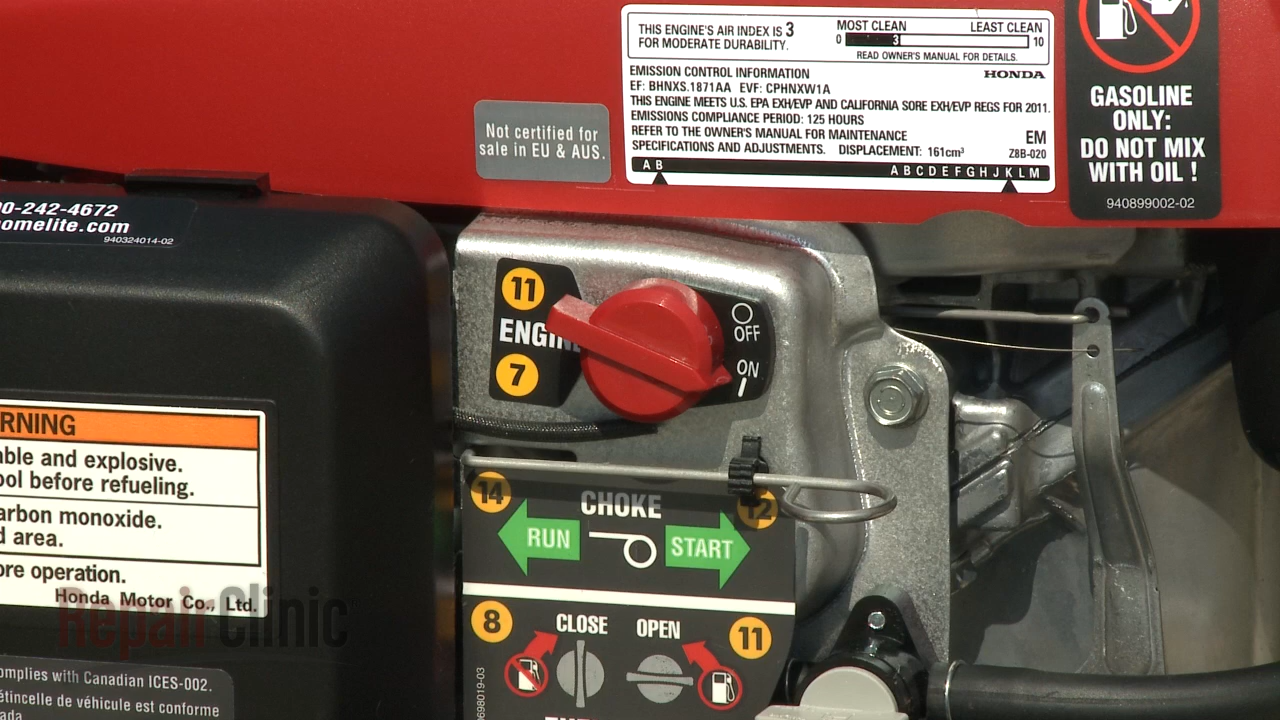 THIS ENGINE'S AIR INDEX IS 3
FOR MODERATE DURABILITY.
MOST CLEAN LEAST CLEAN
0 3 10
READ OWNER'S MANUAL FOR DETAILS.
EMISSION CONTROL INFORMATION HONDA
EF: BHNXS.1871AA EVF: CPHNXW1A
THIS ENGINE MEETS U.S. EPA EXH/EVP AND CALIFORNIA SORE EXH/EVP REGS FOR 2011.
EMISSIONS COMPLIANCE PERIOD: 125 HOURS
REFER TO THE OWNER'S MANUAL FOR MAINTENANCE EM
SPECIFICATIONS AND ADJUSTMENTS. DISPLACEMENT: 161cm³ Z8B-020
A B A B C D E F G H J K L M
GASOLINE
ONLY:
DO NOT MIX
WITH OIL !
940899002-02
Not certified for
sale in EU & AUS.
0-242-4672
omelite.com
940324014-02
11
ENGIN
7
OFF
ON
14 CHOKE 12
RUN START
8 CLOSE OPEN 11
698019-03
RNING
ble and explosive.
ool before refueling.
arbon monoxide.
d area.
ore operation.
Honda Motor Co., Ltd.
RepairClinic
omplies with Canadian ICES-002.
étincelle de véhicule est conforme